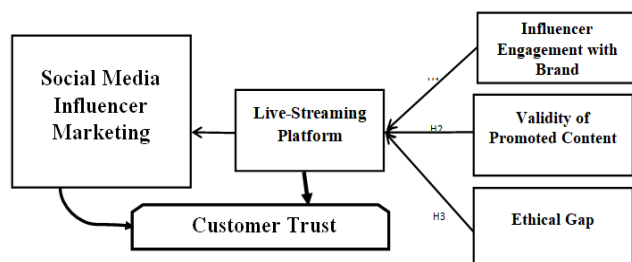 Influencer
Engagement with
Brand
Social Media
Influencer
Marketing
Live-Streaming
Platform
Validity of
Promoted Content
H2
H3
Ethical Gap
Customer Trust